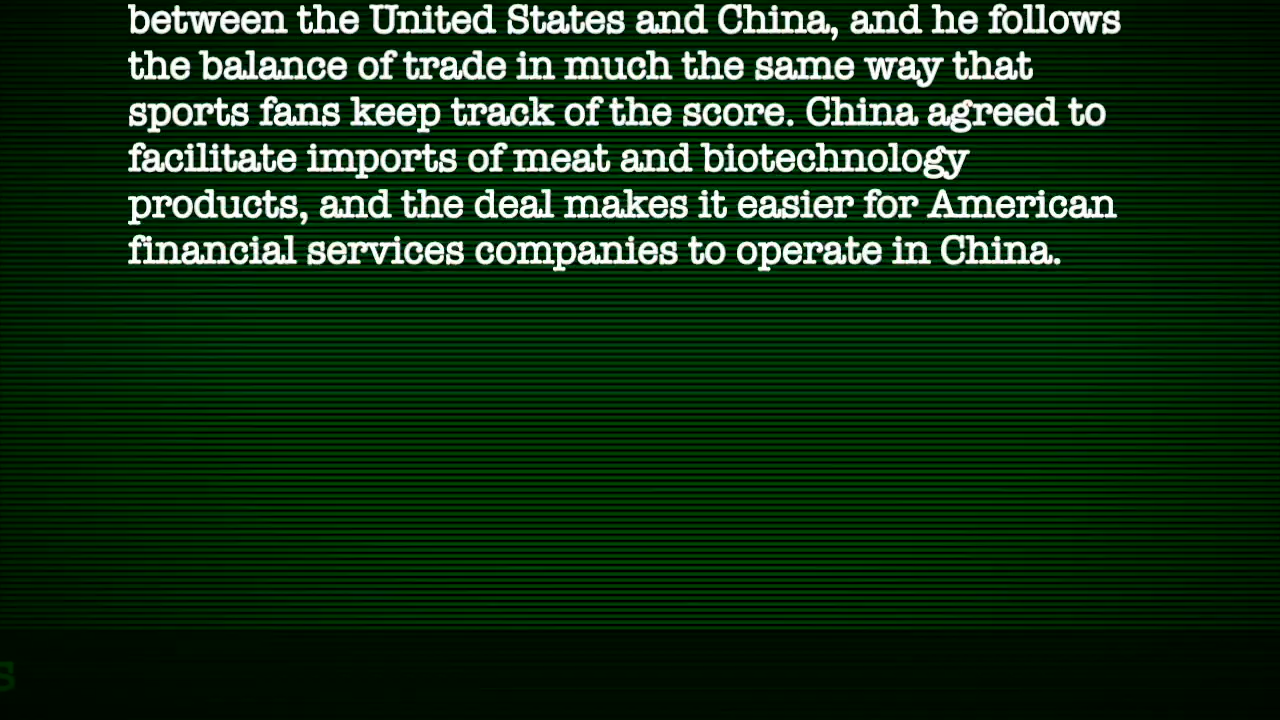 between the United States and China, and he follows
the balance of trade in much the same way that
sports fans keep track of the score. China agreed to
facilitate imports of meat and biotechnology
products, and the deal makes it easier for American
financial services companies to operate in China.